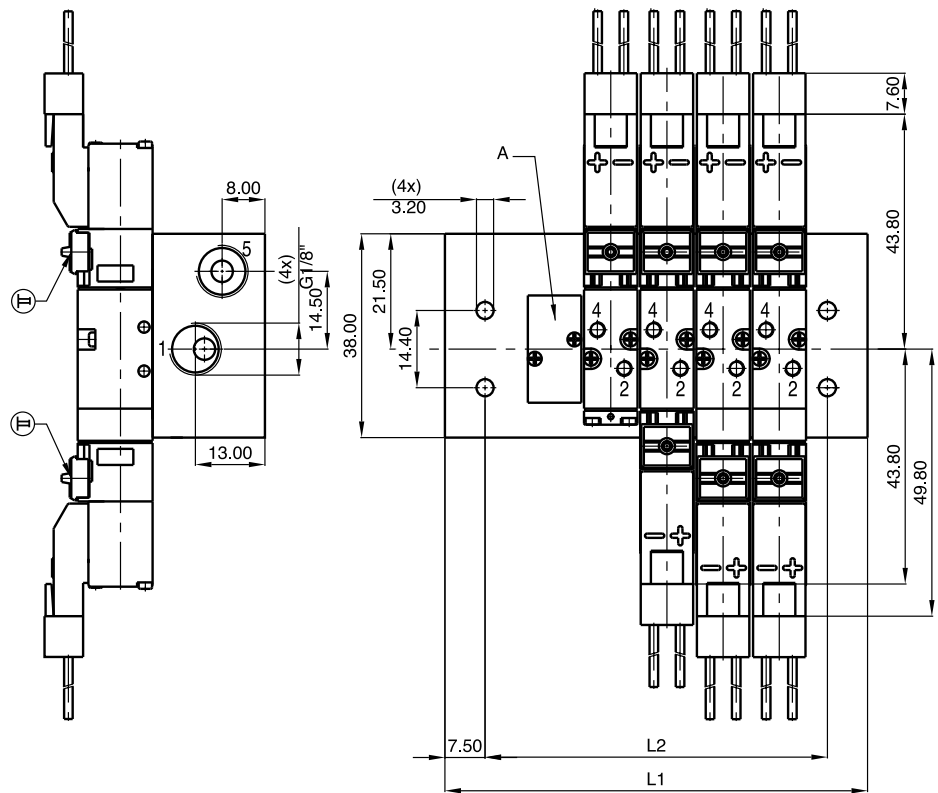 7.60
A
8.00
(4x)
3.20
+ − + − + − + −
43.80
5
(4x)
G1/8"
II
14.50
21.50
38.00
14.40
1
4 4 4 4
2 2 2 2
II
13.00
43.80
49.80
− +
− + − +
7.50
L2
L1